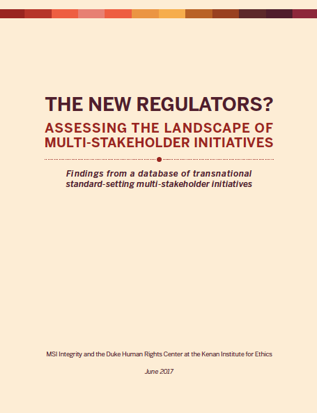 THE NEW REGULATORS?
ASSESSING THE LANDSCAPE OF
MULTI-STAKEHOLDER INITIATIVES
Findings from a database of transnational
standard-setting multi-stakeholder initiatives
MSI Integrity and the Duke Human Rights Center at the Kenan Institute for Ethics
June 2017